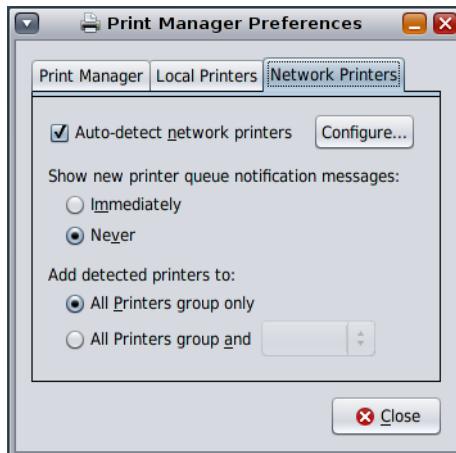 Print Manager Preferences
Print Manager Local Printers Network Printers
Auto-detect network printers Configure...
Show new printer queue notification messages:
Immediately
Never
Add detected printers to:
All Printers group only
All Printers group and
Close